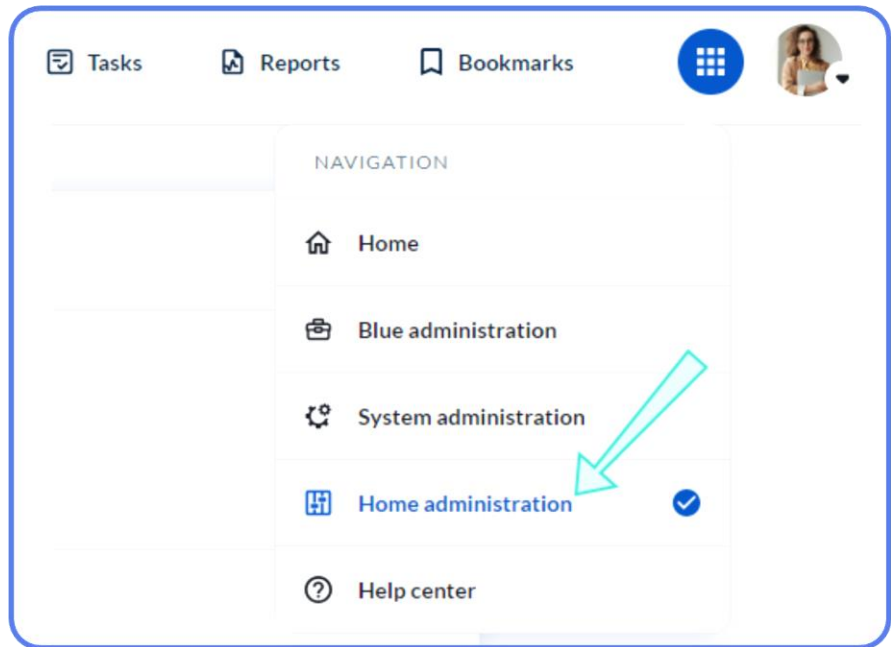 Tasks Reports Bookmarks
NAVIGATION
Home
Blue administration
System administration
Home administration
Help center